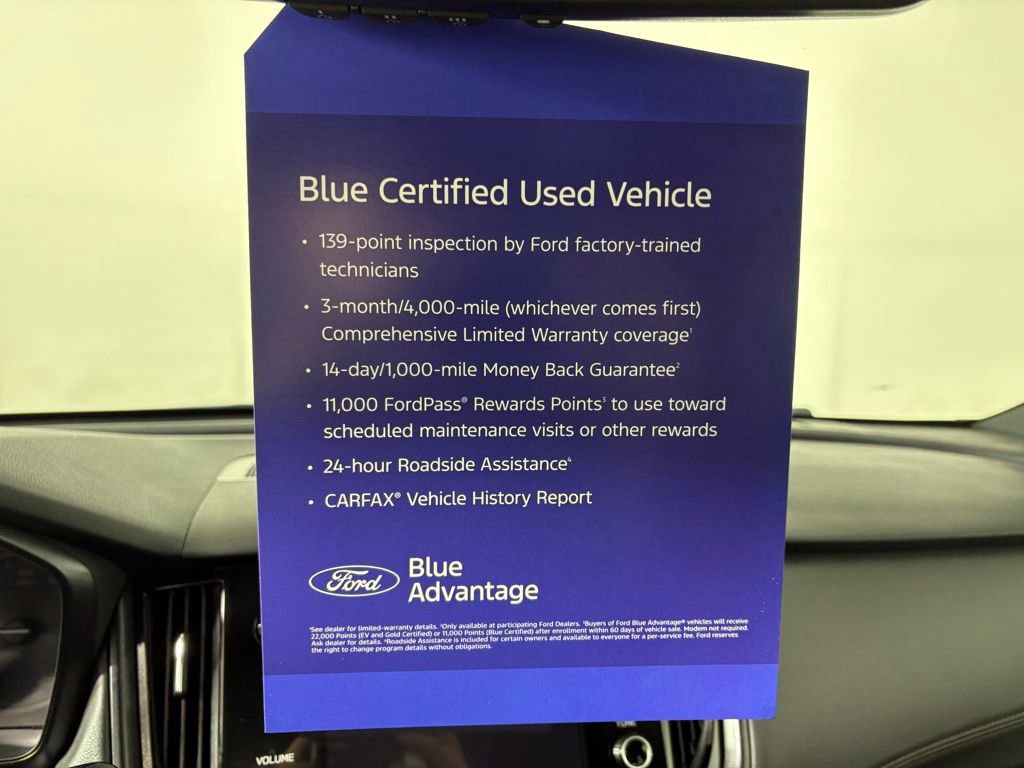 Blue Certified Used Vehicle
• 139-point inspection by Ford factory-trained
technicians
• 3-month/4,000-mile (whichever comes first)
Comprehensive Limited Warranty coverage¹
• 14-day/1,000-mile Money Back Guarantee²
• 11,000 FordPass® Rewards Points³ to use toward
scheduled maintenance visits or other rewards
• 24-hour Roadside Assistance⁴
• CARFAX® Vehicle History Report
Ford
Blue
Advantage
¹See dealer for limited-warranty details. ²Only available at participating Ford Dealers. ³Buyers of Ford Blue Advantage® vehicles will receive
22,000 Points (EV and Gold Certified) or 11,000 Points (Blue Certified) after enrollment within 60 days of vehicle sale. Modem not required.
Ask dealer for details. ⁴Roadside Assistance is included for certain owners and available to everyone for a per-service fee. Ford reserves
the right to change program details without obligations.
VOLUME
TUNE